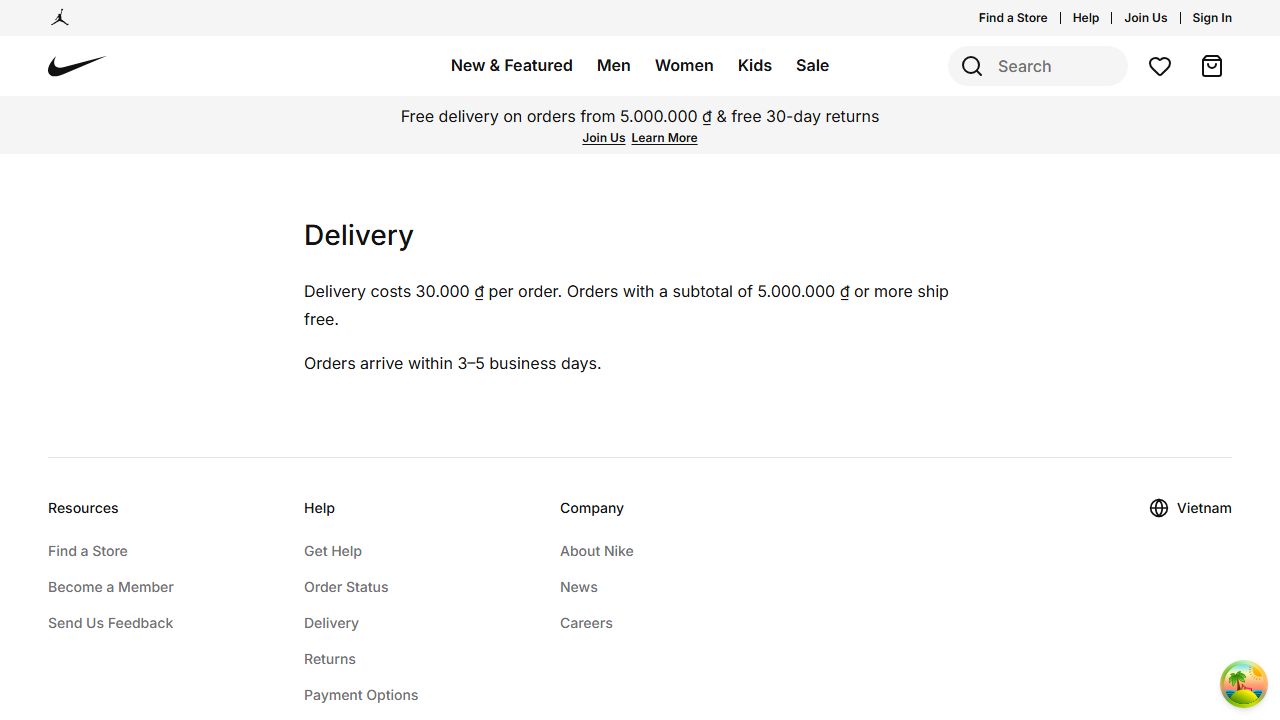 Find a Store | Help | Join Us | Sign In
New & Featured Men Women Kids Sale
Search
Free delivery on orders from 5.000.000 ₫ & free 30-day returns
Join Us Learn More
Delivery
Delivery costs 30.000 ₫ per order. Orders with a subtotal of 5.000.000 ₫ or more ship
free.
Orders arrive within 3–5 business days.
Resources
Find a Store
Become a Member
Send Us Feedback
Help
Get Help
Order Status
Delivery
Returns
Payment Options
Company
About Nike
News
Careers
Vietnam